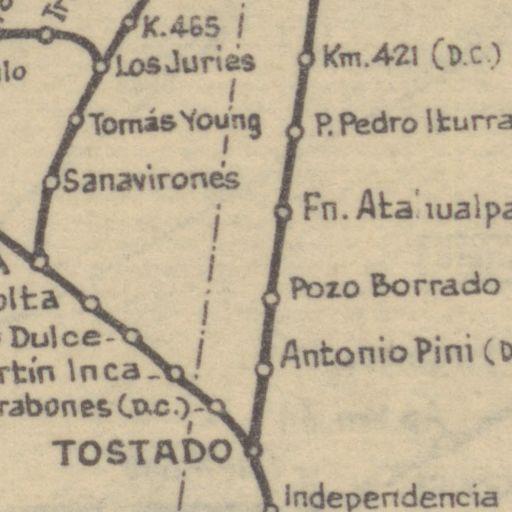 K.465
Los Juries
Km. 421 (D.C.)
Tomás Young
P. Pedro Iturra
Sanavirones
Fn. Atahualpa
Pozo Borrado
olta
Dulce
Antonio Pini (D
rtín Inca
rabones (D.C.)
TOSTADO
Independencia